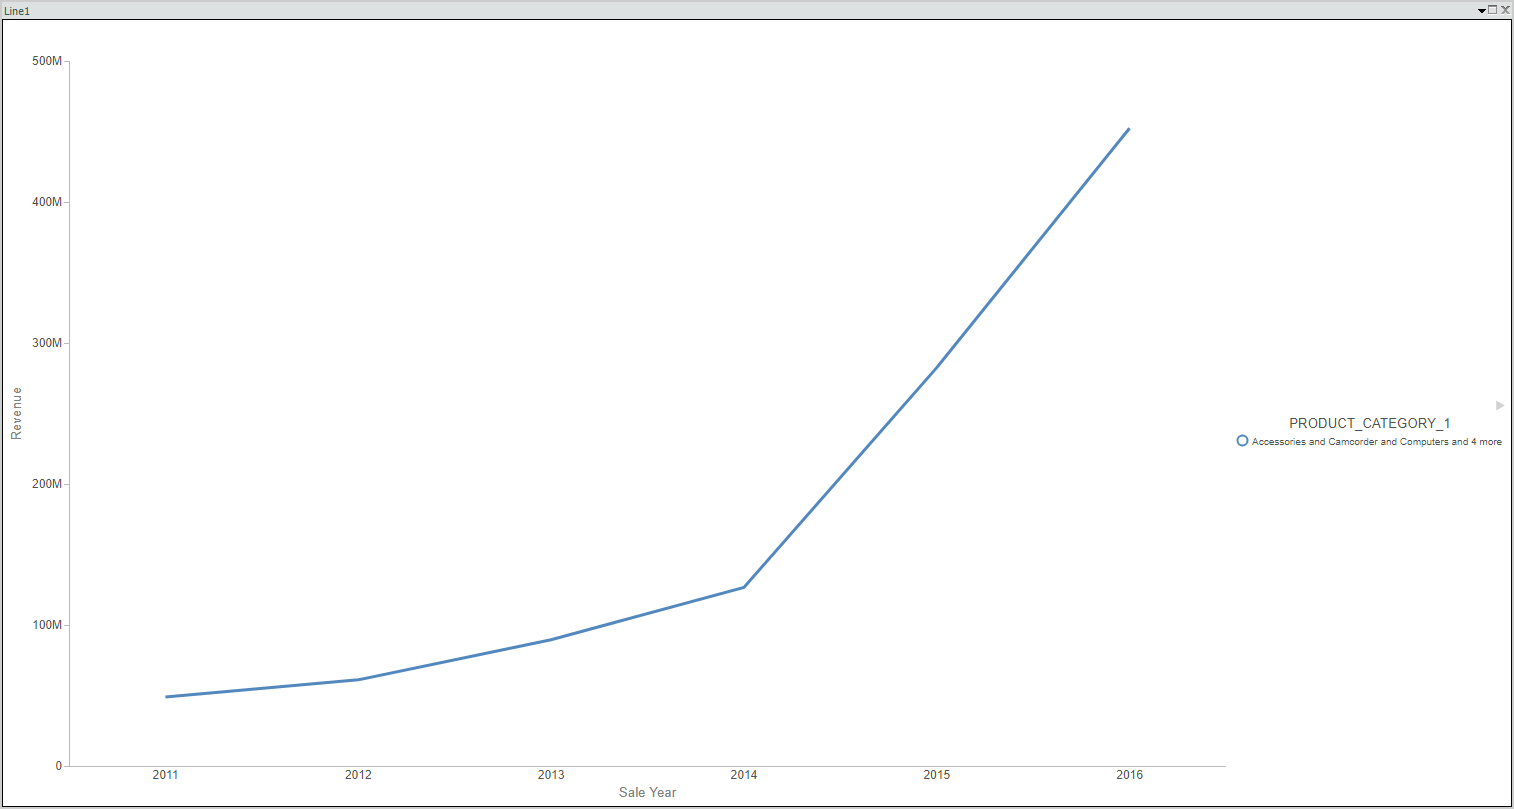 Line1
500M
400M
300M
200M
100M
0
Revenue
2011 2012 2013 2014 2015 2016
Sale Year
PRODUCT_CATEGORY_1
Accessories and Camcorder and Computers and 4 more